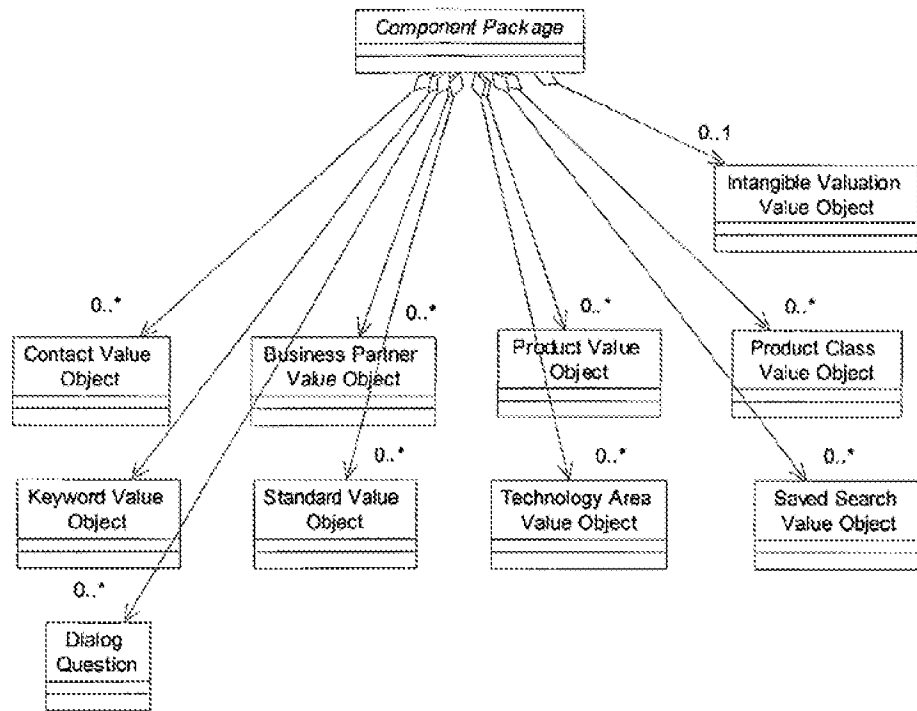 Component Package
0..1
Intangible Valuation
Value Object
0..*
0..*
0..*
0..*
Contact Value
Object
Business Partner
Value Object
Product Value
Object
Product Class
Value Object
0..*
0..*
0..*
Keyword Value
Object
Standard Value
Object
Technology Area
Value Object
Saved Search
Value Object
0..*
Dialog
Question